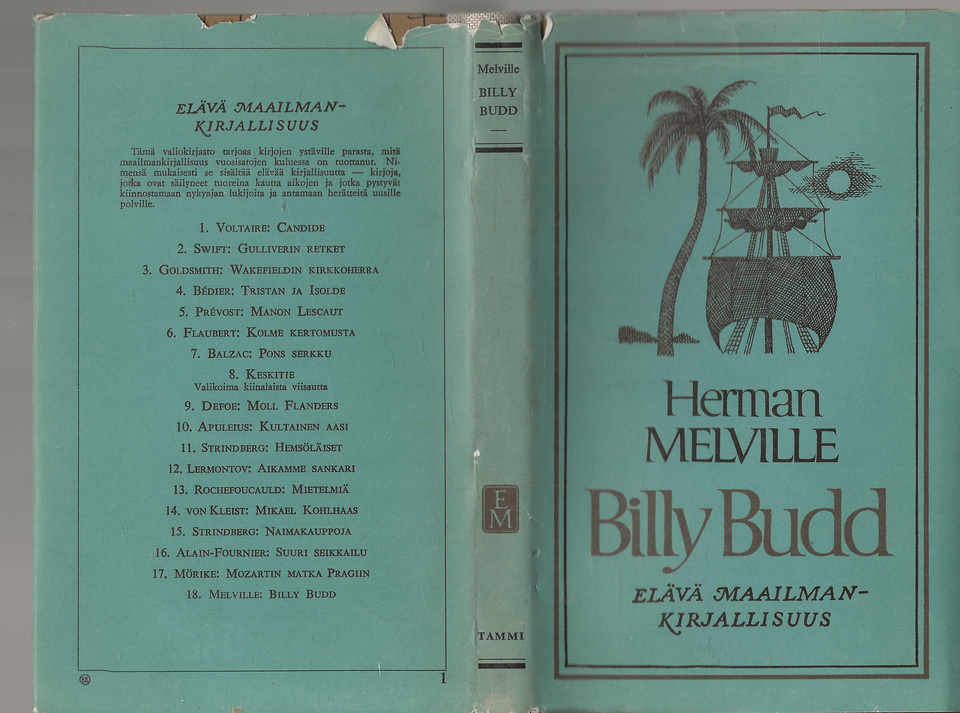 ELÄVÄ MAAILMAN-
KIRJALLISUUS
Tämä valiokirjasto tarjoaa kirjojen ystäville parasta, mitä
maailmankirjallisuus vuosisatojen kuluessa on tuottanut. Ni-
mensä mukaisesti se sisältää elävää kirjallisuutta — kirjoja,
jotka ovat säilyneet tuoreina kautta aikojen ja jotka pystyvät
kiinnostamaan nykyajan lukijoita ja antamaan herätteitä uusille
polville.
1. VOLTAIRE: CANDIDE
2. SWIFT: GULLIVERIN RETKET
3. GOLDSMITH: WAKEFIELDIN KIRKKOHERRA
4. BÉDIER: TRISTAN JA ISOLDE
5. PRÉVOST: MANON LESCAUT
6. FLAUBERT: KOLME KERTOMUSTA
7. BALZAC: PONS SERKKU
8. KESKITIE
Valikoima kiinalaista viisautta
9. DEFOE: MOLL FLANDERS
10. APULEIUS: KULTAINEN AASI
11. STRINDBERG: HEMSÖLÄISET
12. LERMONTOV: AIKAMME SANKARI
13. ROCHEFOUCAULD: MIETELMIÄ
14. VON KLEIST: MIKAEL KOHLHAAS
15. STRINDBERG: NAIMAKAUPPOJA
16. ALAIN-FOURNIER: SUURI SEIKKAILU
17. MÖRIKE: MOZARTIN MATKA PRAGIIN
18. MELVILLE: BILLY BUDD
1
Melville
BILLY
BUDD
E
M
TAMMI
Herman
MELVILLE
Billy Budd
ELÄVÄ MAAILMAN-
KIRJALLISUUS